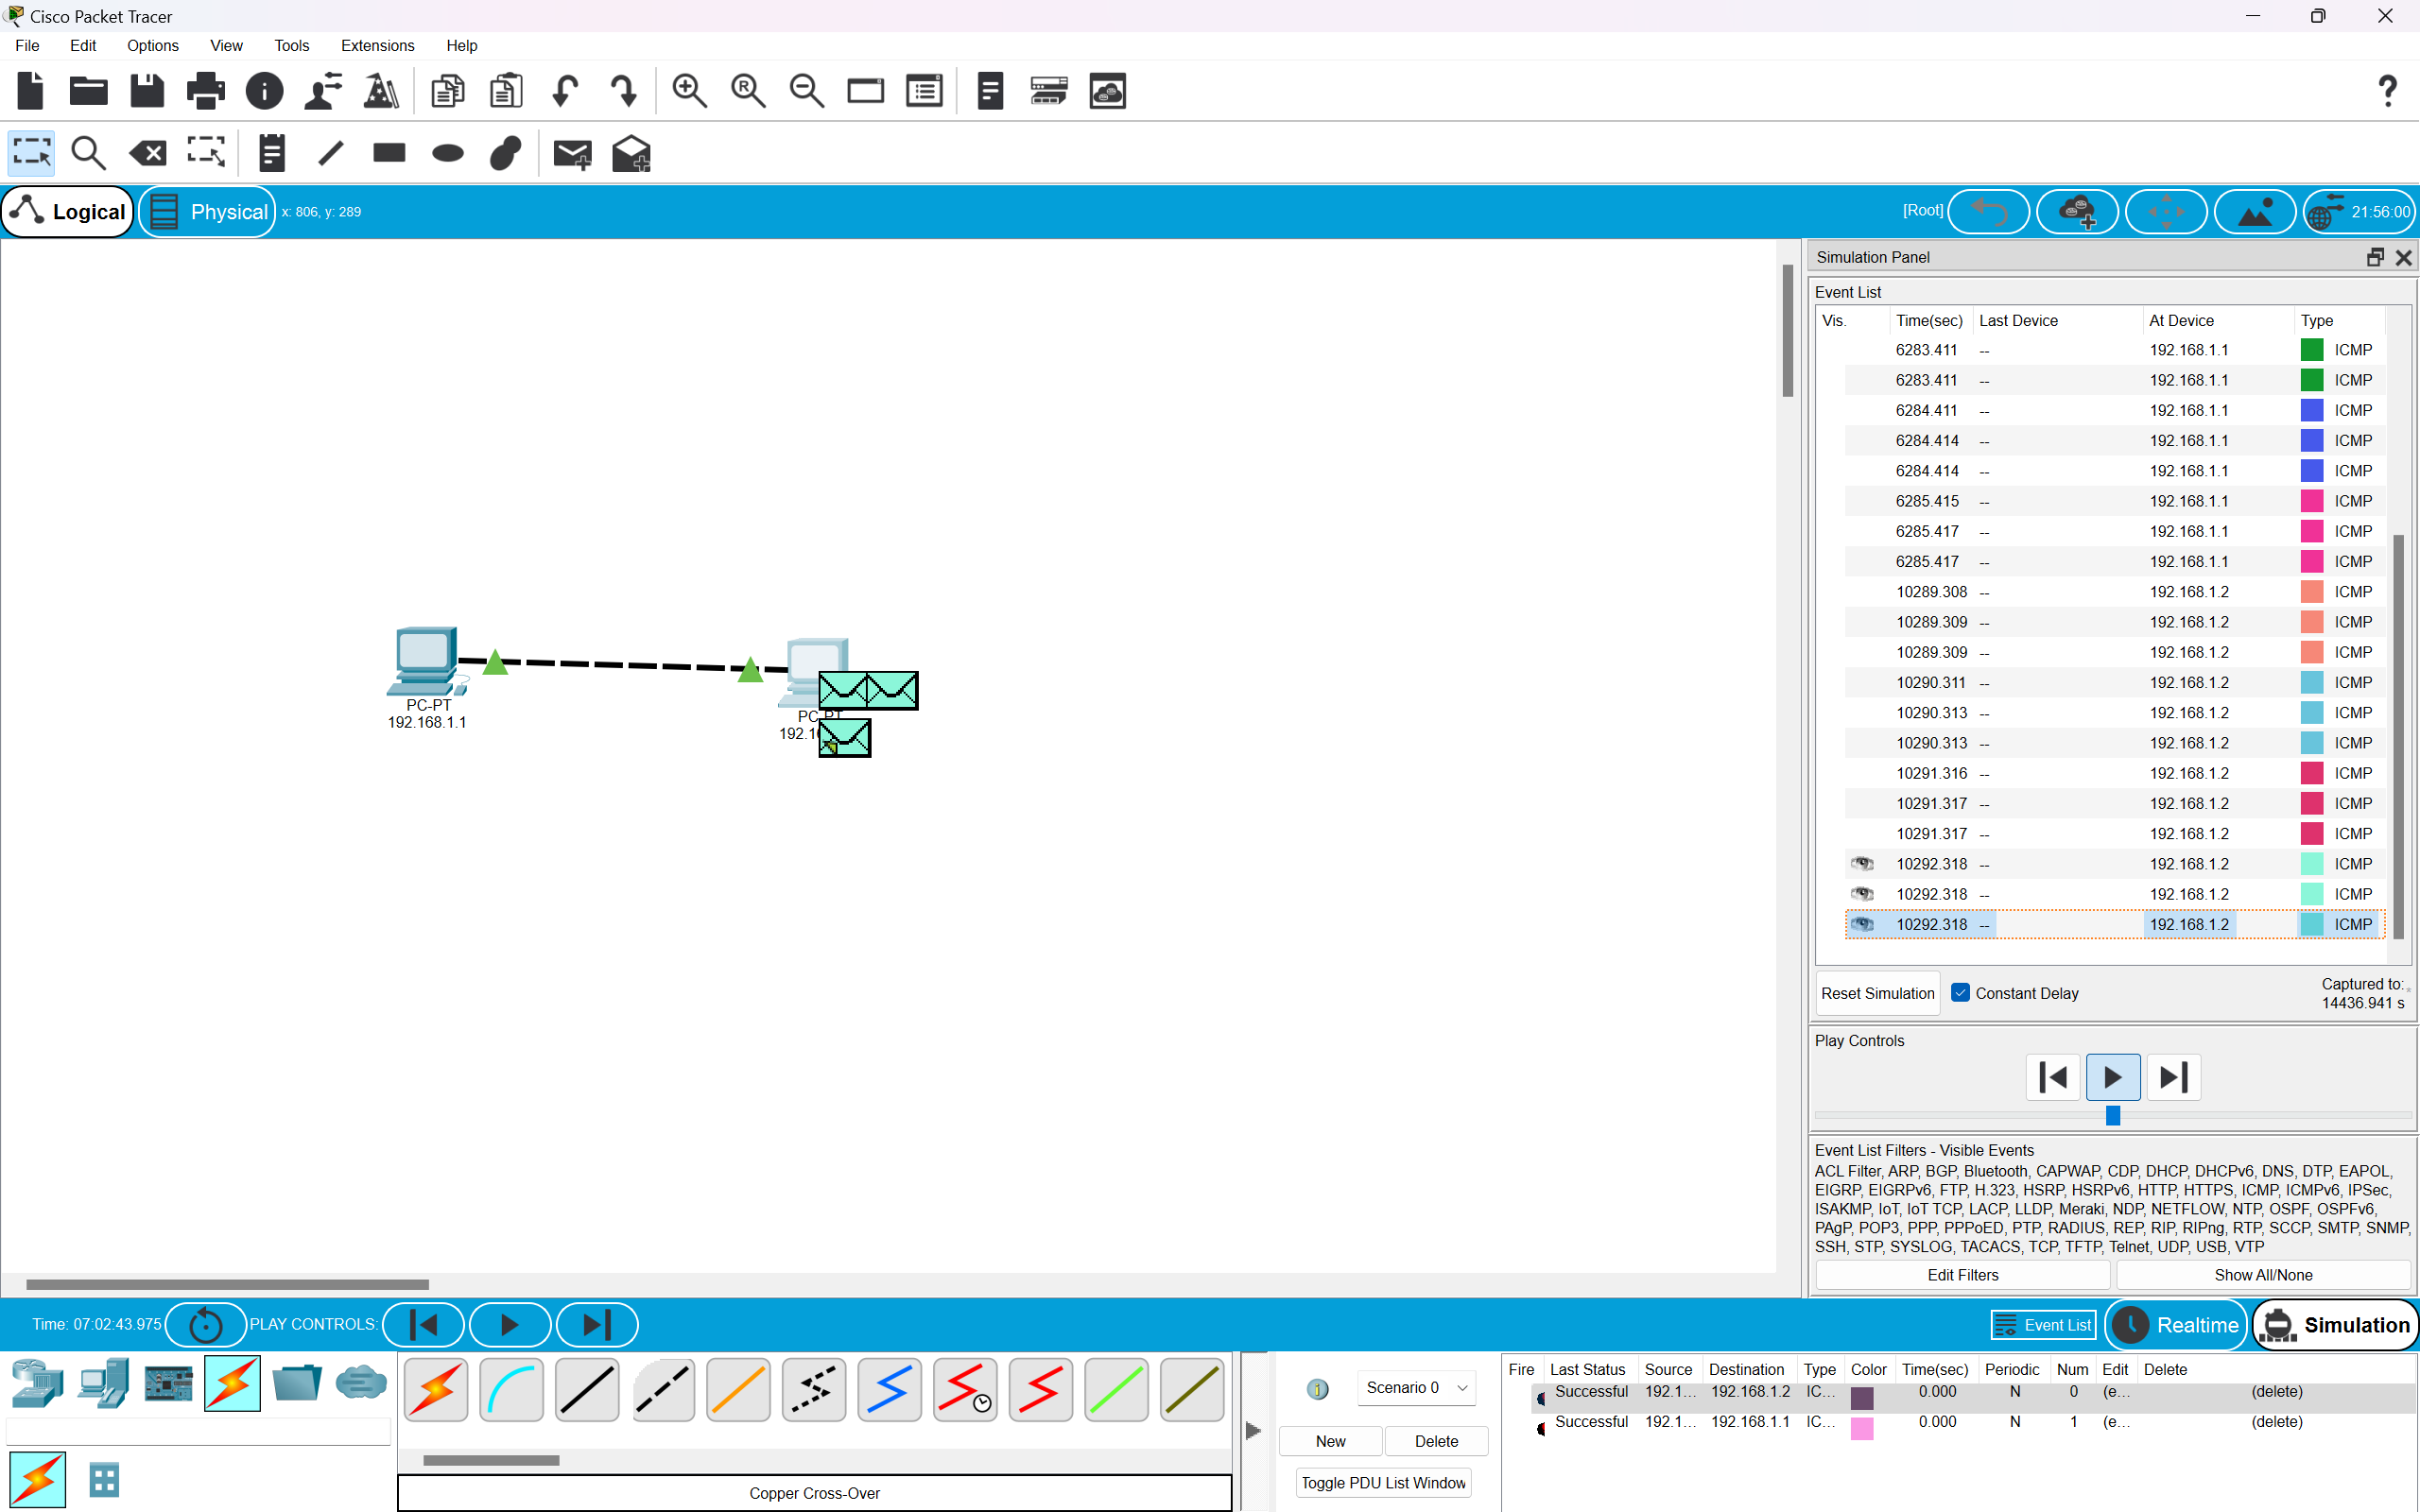 Cisco Packet Tracer
File Edit Options View Tools Extensions Help
Logical Physical x: 806, y: 289 [Root] 21:56:00
Simulation Panel
Event List
Vis. Time(sec) Last Device At Device Type
6283.411 -- 192.168.1.1 ICMP
6283.411 -- 192.168.1.1 ICMP
6284.411 -- 192.168.1.1 ICMP
6284.414 -- 192.168.1.1 ICMP
6284.414 -- 192.168.1.1 ICMP
6285.415 -- 192.168.1.1 ICMP
6285.417 -- 192.168.1.1 ICMP
6285.417 -- 192.168.1.1 ICMP
10289.308 -- 192.168.1.2 ICMP
10289.309 -- 192.168.1.2 ICMP
10289.309 -- 192.168.1.2 ICMP
10290.311 -- 192.168.1.2 ICMP
10290.313 -- 192.168.1.2 ICMP
10290.313 -- 192.168.1.2 ICMP
10291.316 -- 192.168.1.2 ICMP
10291.317 -- 192.168.1.2 ICMP
10291.317 -- 192.168.1.2 ICMP
10292.318 -- 192.168.1.2 ICMP
10292.318 -- 192.168.1.2 ICMP
10292.318 -- 192.168.1.2 ICMP
PC-PT
192.168.1.1
PC-PT
Reset Simulation Constant Delay Captured to:
14436.941 s
Play Controls
Event List Filters - Visible Events
ACL Filter, ARP, BGP, Bluetooth, CAPWAP, CDP, DHCP, DHCPv6, DNS, DTP, EAPOL,
EIGRP, EIGRPv6, FTP, H.323, HSRP, HSRPv6, HTTP, HTTPS, ICMP, ICMPv6, IPSec,
ISAKMP, IoT, IoT TCP, LACP, LLDP, Meraki, NDP, NETFLOW, NTP, OSPF, OSPFv6,
PAgP, POP3, PPP, PPPoED, PTP, RADIUS, REP, RIP, RIPng, RTP, SCCP, SMTP, SNMP,
SSH, STP, SYSLOG, TACACS, TCP, TFTP, Telnet, UDP, USB, VTP
Edit Filters Show All/None
Time: 07:02:43.975 PLAY CONTROLS: Event List Realtime Simulation
Scenario 0
New Delete
Toggle PDU List Window
Copper Cross-Over
Fire Last Status Source Destination Type Color Time(sec) Periodic Num Edit Delete
Successful 192.1... 192.168.1.2 IC... 0.000 N 0 (e... (delete)
Successful 192.1... 192.168.1.1 IC... 0.000 N 1 (e... (delete)